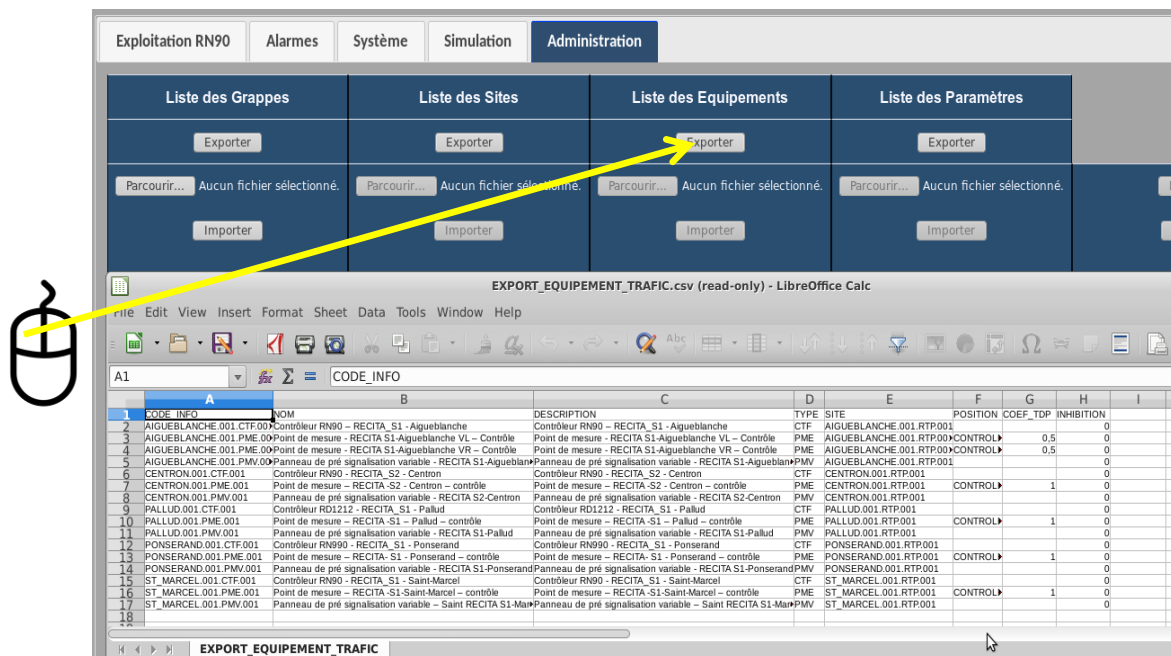 Exploitation RN90 Alarmes Système Simulation Administration
Liste des Grappes Liste des Sites Liste des Equipements Liste des Paramètres
Exporter Exporter Exporter Exporter
Parcourir... Aucun fichier sélectionné. Parcourir... Aucun fichier sélectionné. Parcourir... Aucun fichier sélectionné. Parcourir... Aucun fichier sélectionné.
Importer Importer Importer Importer
EXPORT_EQUIPEMENT_TRAFIC.csv (read-only) - LibreOffice Calc
File Edit View Insert Format Sheet Data Tools Window Help
Abc
A1 CODE_INFO
A B C D E F G H I
1 CODE_INFO NOM DESCRIPTION TYPE SITE POSITION COEF_TDP INHIBITION
2 AIGUEBLANCHE.001.CTF.00 Contrôleur RN90 – RECITA_S1 - Aigueblanche Contrôleur RN90 – RECITA_S1 - Aigueblanche CTF AIGUEBLANCHE.001.RTP.001 0
3 AIGUEBLANCHE.001.PME.00 Point de mesure - RECITA S1-Aigueblanche VL – Contrôle Point de mesure - RECITA S1-Aigueblanche VL – Contrôle PME AIGUEBLANCHE.001.RTP.00 CONTROL 0,5 0
4 AIGUEBLANCHE.001.PME.00 Point de mesure - RECITA S1-Aigueblanche VR – Contrôle Point de mesure - RECITA S1-Aigueblanche VR – Contrôle PME AIGUEBLANCHE.001.RTP.00 CONTROL 0,5 0
5 AIGUEBLANCHE.001.PMV.00 Panneau de pré signalisation variable - RECITA S1-Aigueblan Panneau de pré signalisation variable - RECITA S1-Aigueblan PMV AIGUEBLANCHE.001.RTP.001 0
6 CENTRON.001.CTF.001 Contrôleur RN90 - RECITA_S2 - Centron Contrôleur RN90 - RECITA_S2 - Centron CTF CENTRON.001.RTP.001 0
7 CENTRON.001.PME.001 Point de mesure – RECITA -S2 - Centron – contrôle Point de mesure – RECITA -S2 - Centron – contrôle PME CENTRON.001.RTP.001 CONTROL 1 0
8 CENTRON.001.PMV.001 Panneau de pré signalisation variable - RECITA S2-Centron Panneau de pré signalisation variable - RECITA S2-Centron PMV CENTRON.001.RTP.001 0
9 PALLUD.001.CTF.001 Contrôleur RD1212 - RECITA_S1 - Pallud Contrôleur RD1212 - RECITA_S1 - Pallud CTF PALLUD.001.RTP.001 0
10 PALLUD.001.PME.001 Point de mesure – RECITA -S1 – Pallud – contrôle Point de mesure – RECITA -S1 – Pallud – contrôle PME PALLUD.001.RTP.001 CONTROL 1 0
11 PALLUD.001.PMV.001 Panneau de pré signalisation variable - RECITA S1-Pallud Panneau de pré signalisation variable - RECITA S1-Pallud PMV PALLUD.001.RTP.001 0
12 PONSERAND.001.CTF.001 Contrôleur RN990 - RECITA_S1 - Ponserand Contrôleur RN990 - RECITA_S1 - Ponserand CTF PONSERAND.001.RTP.001 0
13 PONSERAND.001.PME.001 Point de mesure – RECITA- S1 - Ponserand – contrôle Point de mesure – RECITA- S1 - Ponserand – contrôle PME PONSERAND.001.RTP.001 CONTROL 1 0
14 PONSERAND.001.PMV.001 Panneau de pré signalisation variable - RECITA S1-Ponserand Panneau de pré signalisation variable - RECITA S1-Ponserand PMV PONSERAND.001.RTP.001 0
15 ST_MARCEL.001.CTF.001 Contrôleur RN90 - RECITA_S1 - Saint-Marcel Contrôleur RN90 - RECITA_S1 - Saint-Marcel CTF ST_MARCEL.001.RTP.001 0
16 ST_MARCEL.001.PME.001 Point de mesure – RECITA -S1-Saint-Marcel – contrôle Point de mesure – RECITA -S1-Saint-Marcel – contrôle PME ST_MARCEL.001.RTP.001 CONTROL 1 0
17 ST_MARCEL.001.PMV.001 Panneau de pré signalisation variable – Saint RECITA S1-Mar Panneau de pré signalisation variable – Saint RECITA S1-Mar PMV ST_MARCEL.001.RTP.001 0
18
EXPORT_EQUIPEMENT_TRAFIC